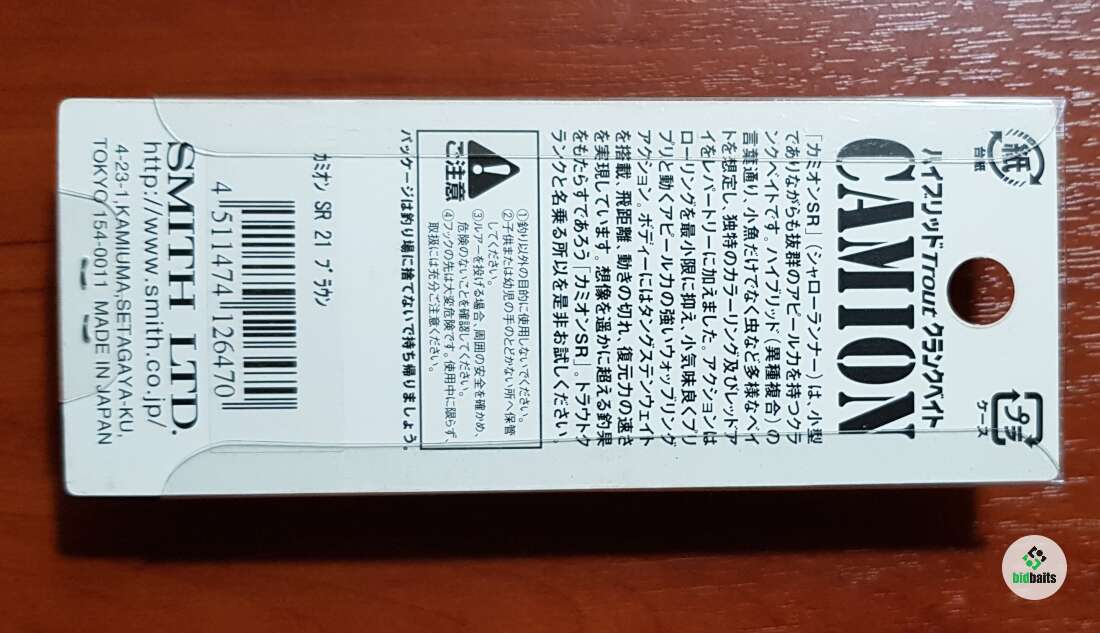 紙
台紙
プラ
ケース
ハイブリッドTroutクランクベイト
CAMION
「カミオンSR」(シャローランナー)は、小型
でありながらも抜群のアピール力を持つクラ
ンクベイトです。ハイブリッド(異種複合)の
言葉通り、小魚だけでなく虫など多様なベイ
トを想定し、独特のカラーリング及びレッドア
イをレパートリーに加えました。アクションは
ローリングを最小限に抑え、小気味良くプリ
プリと動くアピール力の強いウォッブリング
アクション。ボディーにはタングステンウェイト
を搭載、飛距離、動きの切れ、復元力の速さ
を実現しています。想像を遥かに超える釣果
をもたらすであろう「カミオンSR」。トラウトク
ランクと名乗る所以を是非お試しください。
ご注意
①釣り以外の目的に使用しないでください。
②子供または幼児の手のとどかない所へ保管
してください。
③ルアーを投げる場合、周囲の安全を確かめ、
危険のないことを確認してください。
④フックの先は大変危険です。使用中に限らず、
取扱には充分ご注意ください。
パッケージは釣り場に捨てないで持ち帰りましょう。
カミオン SR 21 ブラウン
4 511474 126470
SMITH LTD.
http://www.smith.co.jp/
4-23-1,KAMIUMA,SETAGAYA-KU,
TOKYO 154-0011 MADE IN JAPAN
bidbaits